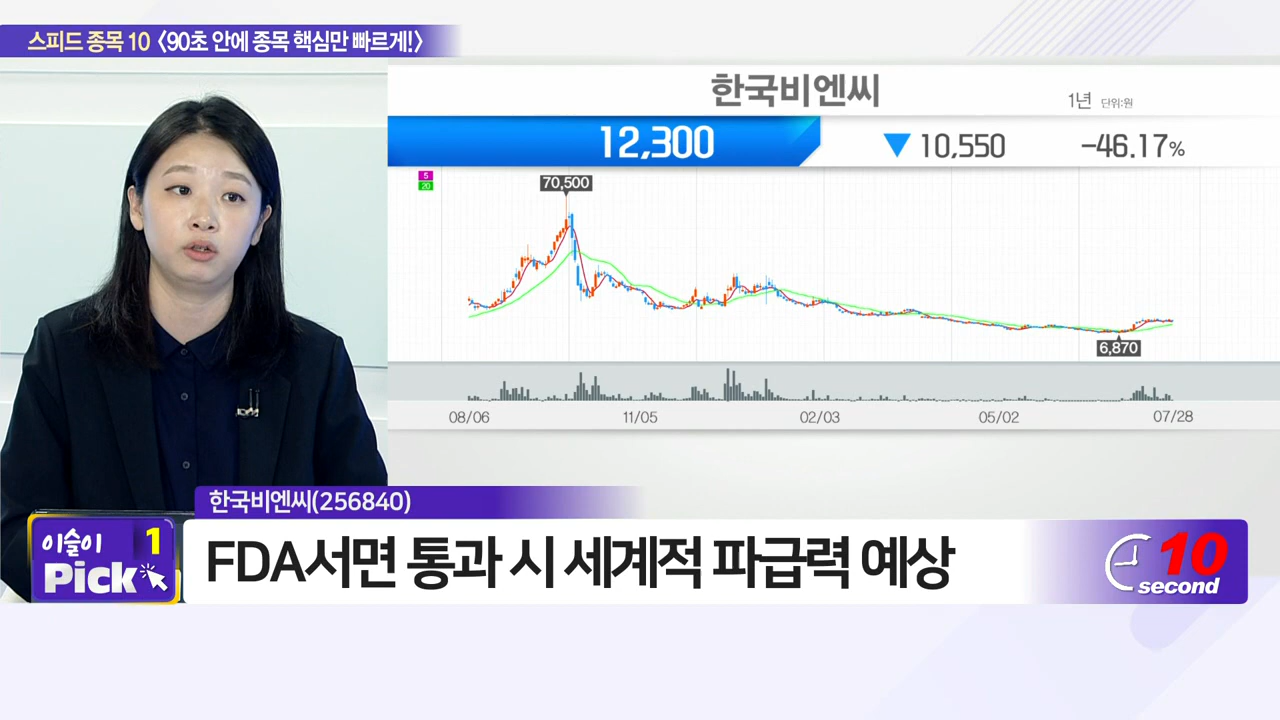 스피드 종목 10 〈90초 안에 종목 핵심만 빠르게!〉
한국비엔씨
1년 단위:원
12,300 ▼10,550 -46.17%
5
20
70,500
6,870
08/06 11/05 02/03 05/02 07/28
한국비엔씨(256840)
이슬이 1
Pick
FDA서면 통과 시 세계적 파급력 예상
10
second